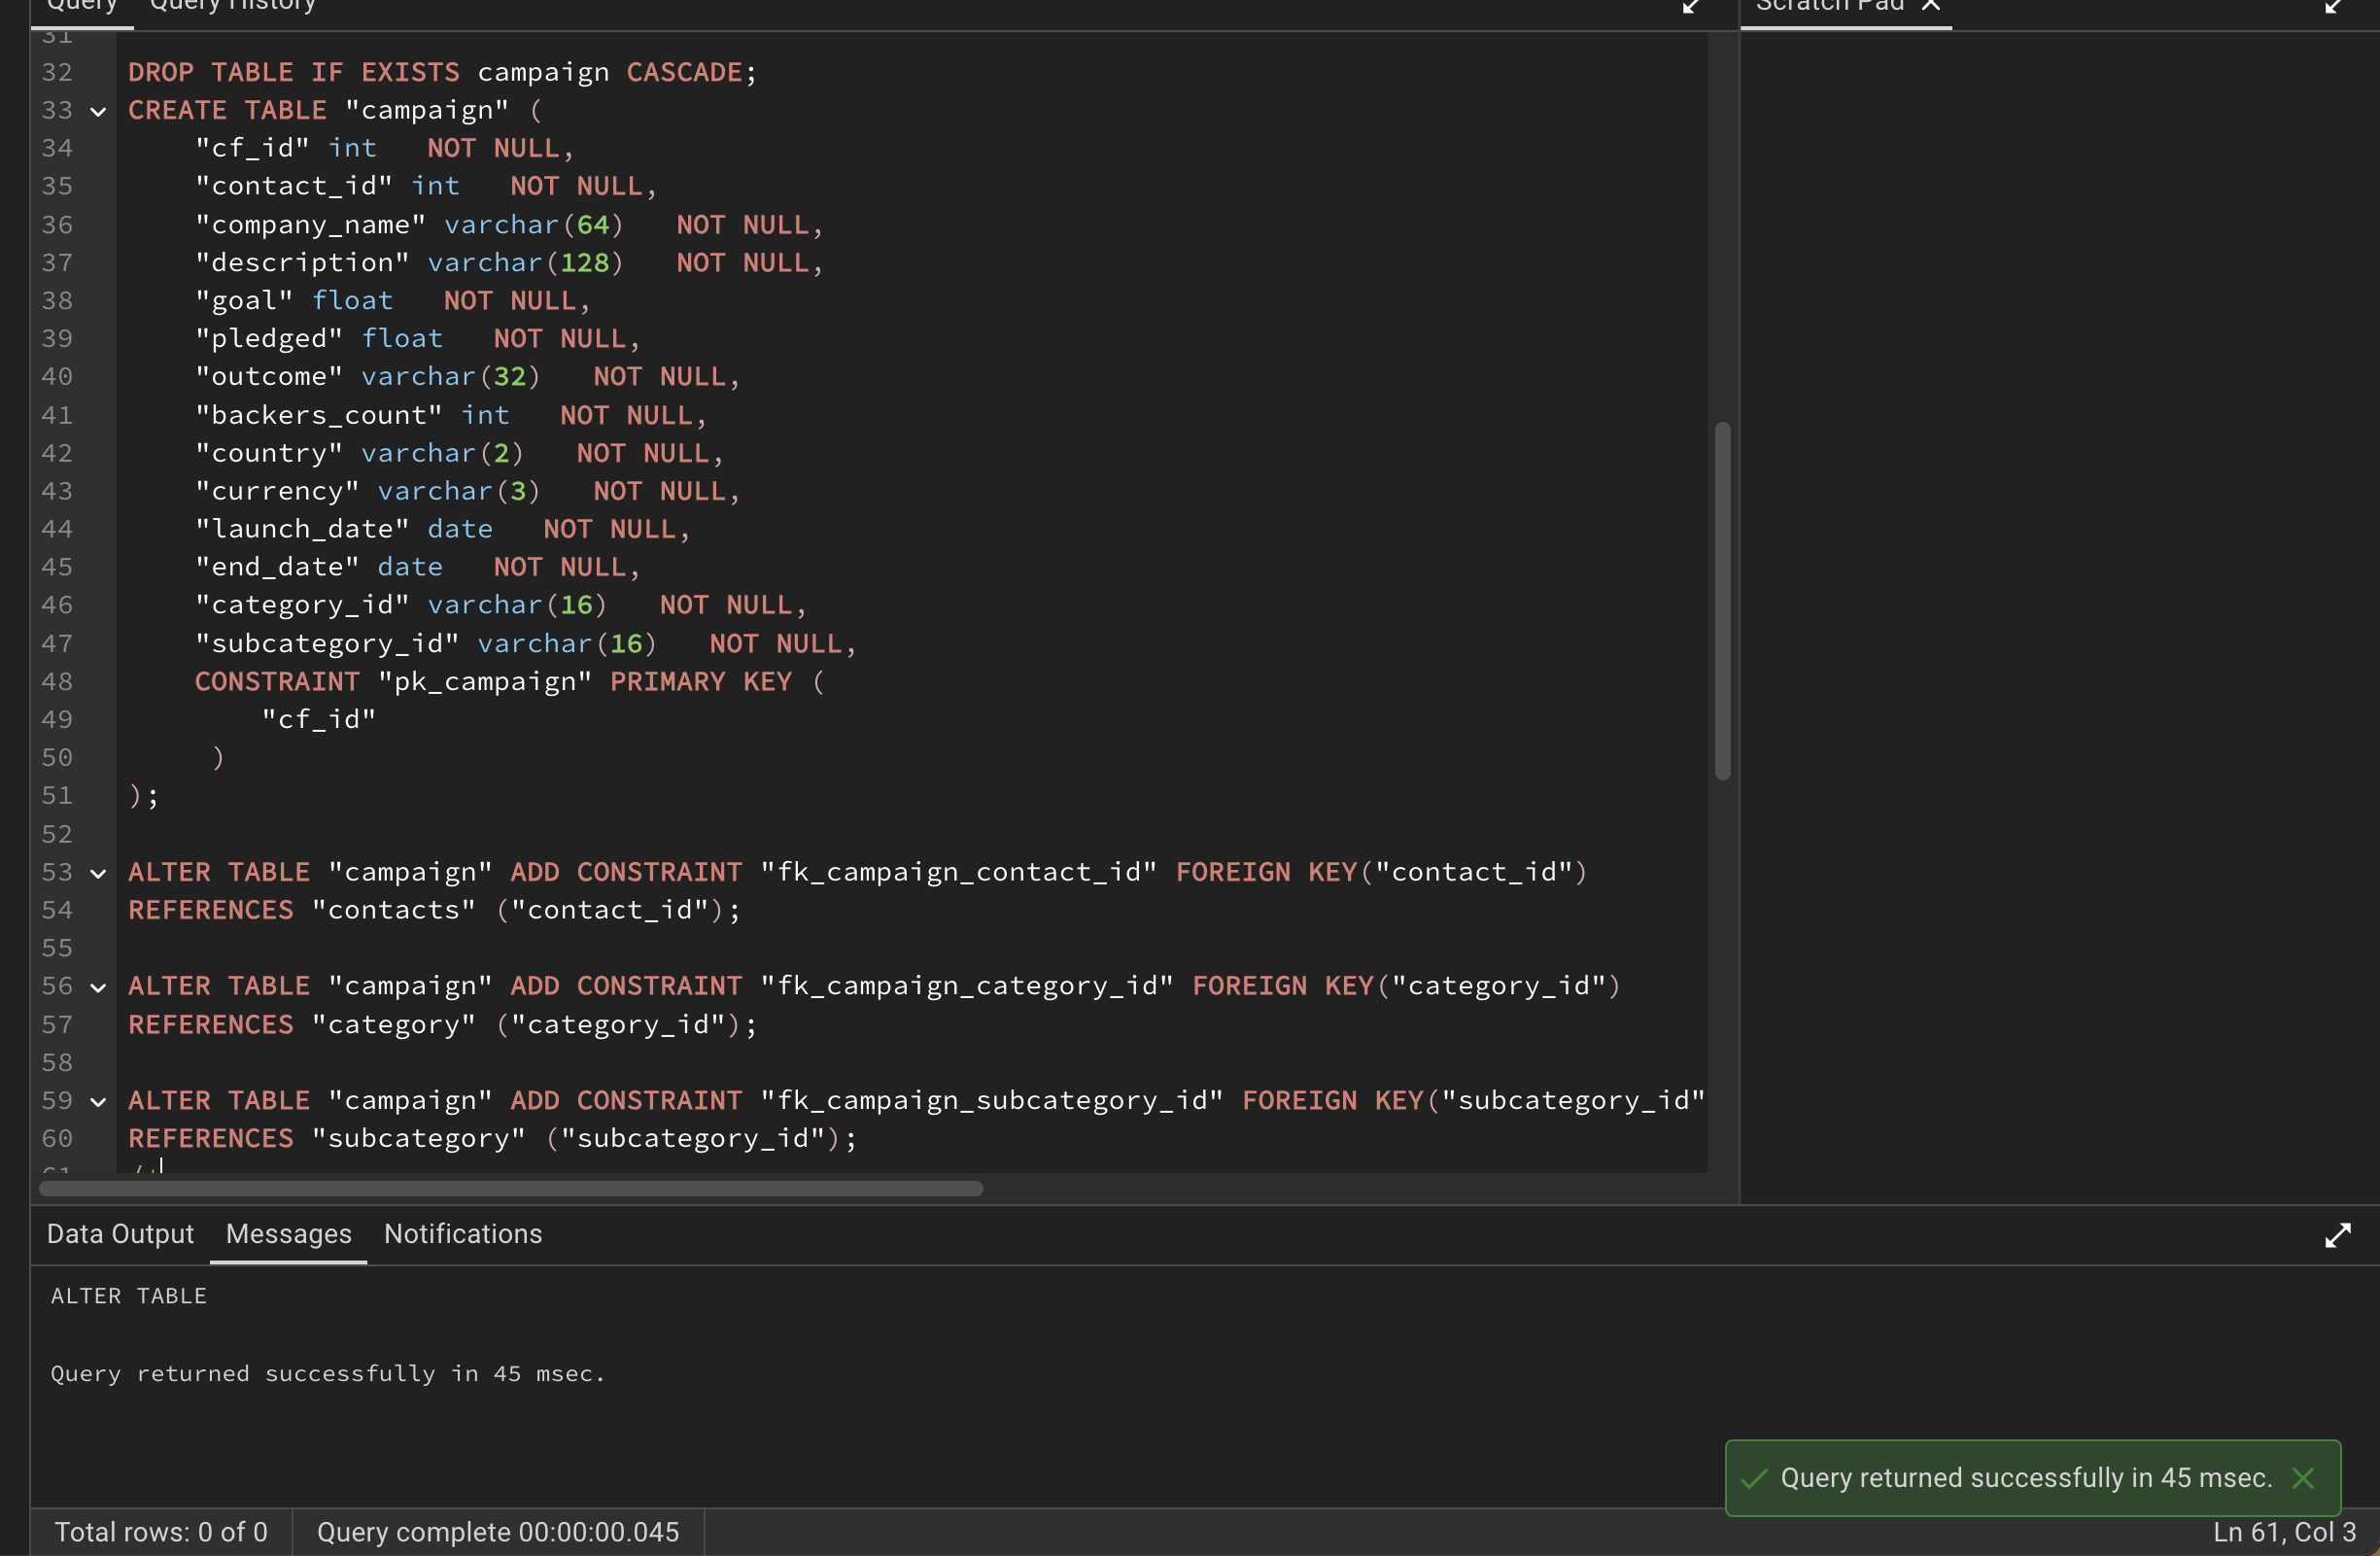 Query Query History
Scratch Pad
31
32 DROP TABLE IF EXISTS campaign CASCADE;
33 CREATE TABLE "campaign" (
34 "cf_id" int NOT NULL,
35 "contact_id" int NOT NULL,
36 "company_name" varchar(64) NOT NULL,
37 "description" varchar(128) NOT NULL,
38 "goal" float NOT NULL,
39 "pledged" float NOT NULL,
40 "outcome" varchar(32) NOT NULL,
41 "backers_count" int NOT NULL,
42 "country" varchar(2) NOT NULL,
43 "currency" varchar(3) NOT NULL,
44 "launch_date" date NOT NULL,
45 "end_date" date NOT NULL,
46 "category_id" varchar(16) NOT NULL,
47 "subcategory_id" varchar(16) NOT NULL,
48 CONSTRAINT "pk_campaign" PRIMARY KEY (
49 "cf_id"
50 )
51 );
52
53 ALTER TABLE "campaign" ADD CONSTRAINT "fk_campaign_contact_id" FOREIGN KEY("contact_id")
54 REFERENCES "contacts" ("contact_id");
55
56 ALTER TABLE "campaign" ADD CONSTRAINT "fk_campaign_category_id" FOREIGN KEY("category_id")
57 REFERENCES "category" ("category_id");
58
59 ALTER TABLE "campaign" ADD CONSTRAINT "fk_campaign_subcategory_id" FOREIGN KEY("subcategory_id"
60 REFERENCES "subcategory" ("subcategory_id");
61
Data Output Messages Notifications
ALTER TABLE
Query returned successfully in 45 msec.
Query returned successfully in 45 msec.
Total rows: 0 of 0 Query complete 00:00:00.045 Ln 61, Col 3